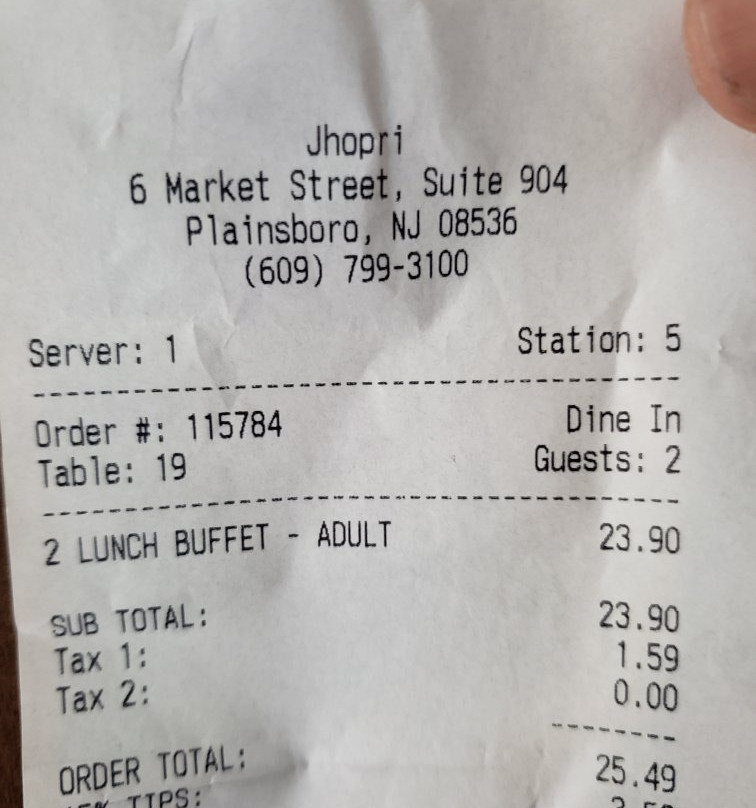 Jhopri
6 Market Street, Suite 904
Plainsboro, NJ 08536
(609) 799-3100
Server: 1 Station: 5
Order #: 115784 Dine In
Table: 19 Guests: 2
2 LUNCH BUFFET - ADULT 23.90
SUB TOTAL: 23.90
Tax 1: 1.59
Tax 2: 0.00
ORDER TOTAL: 25.49
TIPS: